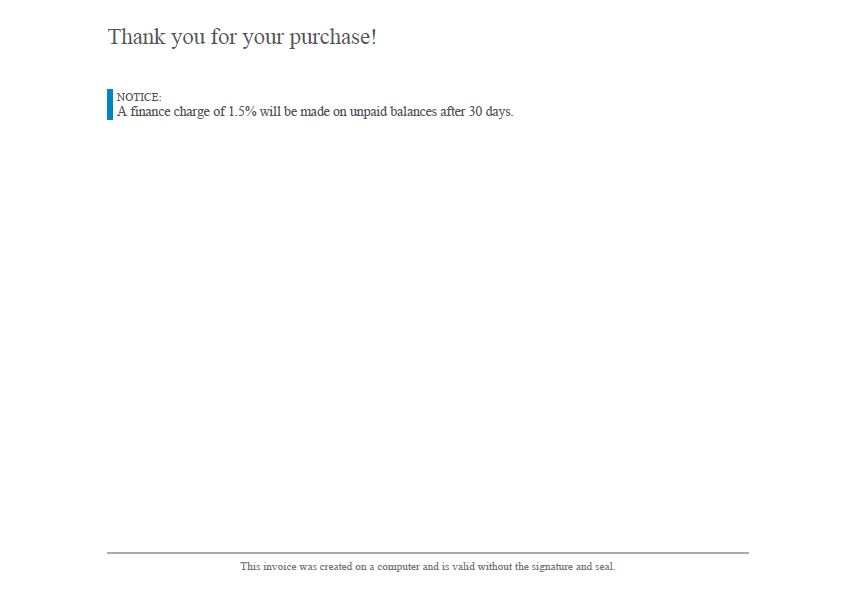 Thank you for your purchase!
NOTICE:
A finance charge of 1.5% will be made on unpaid balances after 30 days.
This invoice was created on a computer and is valid without the signature and seal.